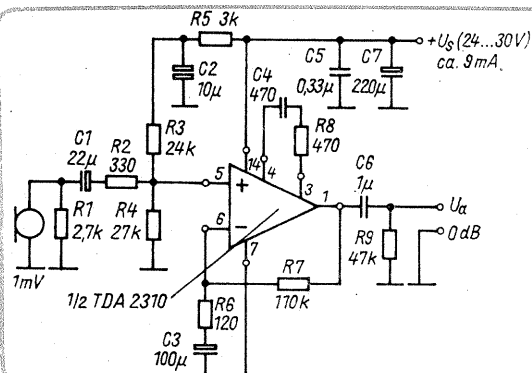 R5 3k
+Us (24...30V)
ca. 9mA
C2
10µ
C4
470
C5
0,33µ
C7
220µ
R8
470
C1
22µ
R2
330
R3
24k
14
4
3
5
+
1
C6
1µ
Ua
R1
2,7k
R4
27k
6
−
7
R9
47k
0dB
1mV
1/2 TDA 2310
R7
110k
R6
120
C3
100µ